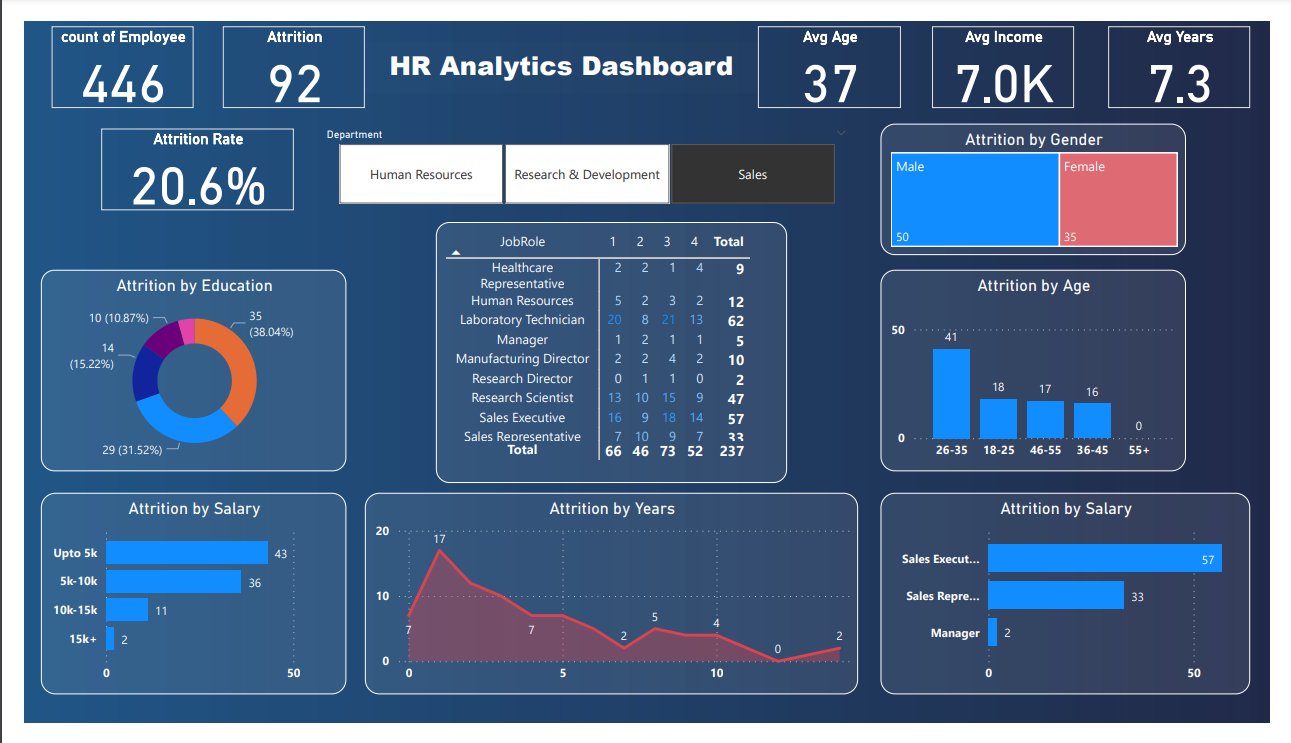 count of Employee
446
Attrition
92
HR Analytics Dashboard
Avg Age
37
Avg Income
7.0K
Avg Years
7.3
Attrition Rate
20.6%
Department
Human Resources
Research & Development
Sales
Attrition by Gender
Male
50
Female
35
JobRole 1 2 3 4 Total
Healthcare
Representative 2 2 1 4 9
Human Resources 5 2 3 2 12
Laboratory Technician 20 8 21 13 62
Manager 1 2 1 1 5
Manufacturing Director 2 2 4 2 10
Research Director 0 1 1 0 2
Research Scientist 13 10 15 9 47
Sales Executive 16 9 18 14 57
Sales Representative 7 10 9 7 33
Total 66 46 73 52 237
Attrition by Education
35
(38.04%)
29 (31.52%)
14
(15.22%)
10 (10.87%)
Attrition by Age
50
0
41
18
17
16
0
26-35 18-25 46-55 36-45 55+
Attrition by Salary
Upto 5k 43
5k-10k 36
10k-15k 11
15k+ 2
0 50
Attrition by Years
20
10
0
7
17
7
2
5
4
0
2
0 5 10
Attrition by Salary
Sales Execut... 57
Sales Repre... 33
Manager 2
0 50